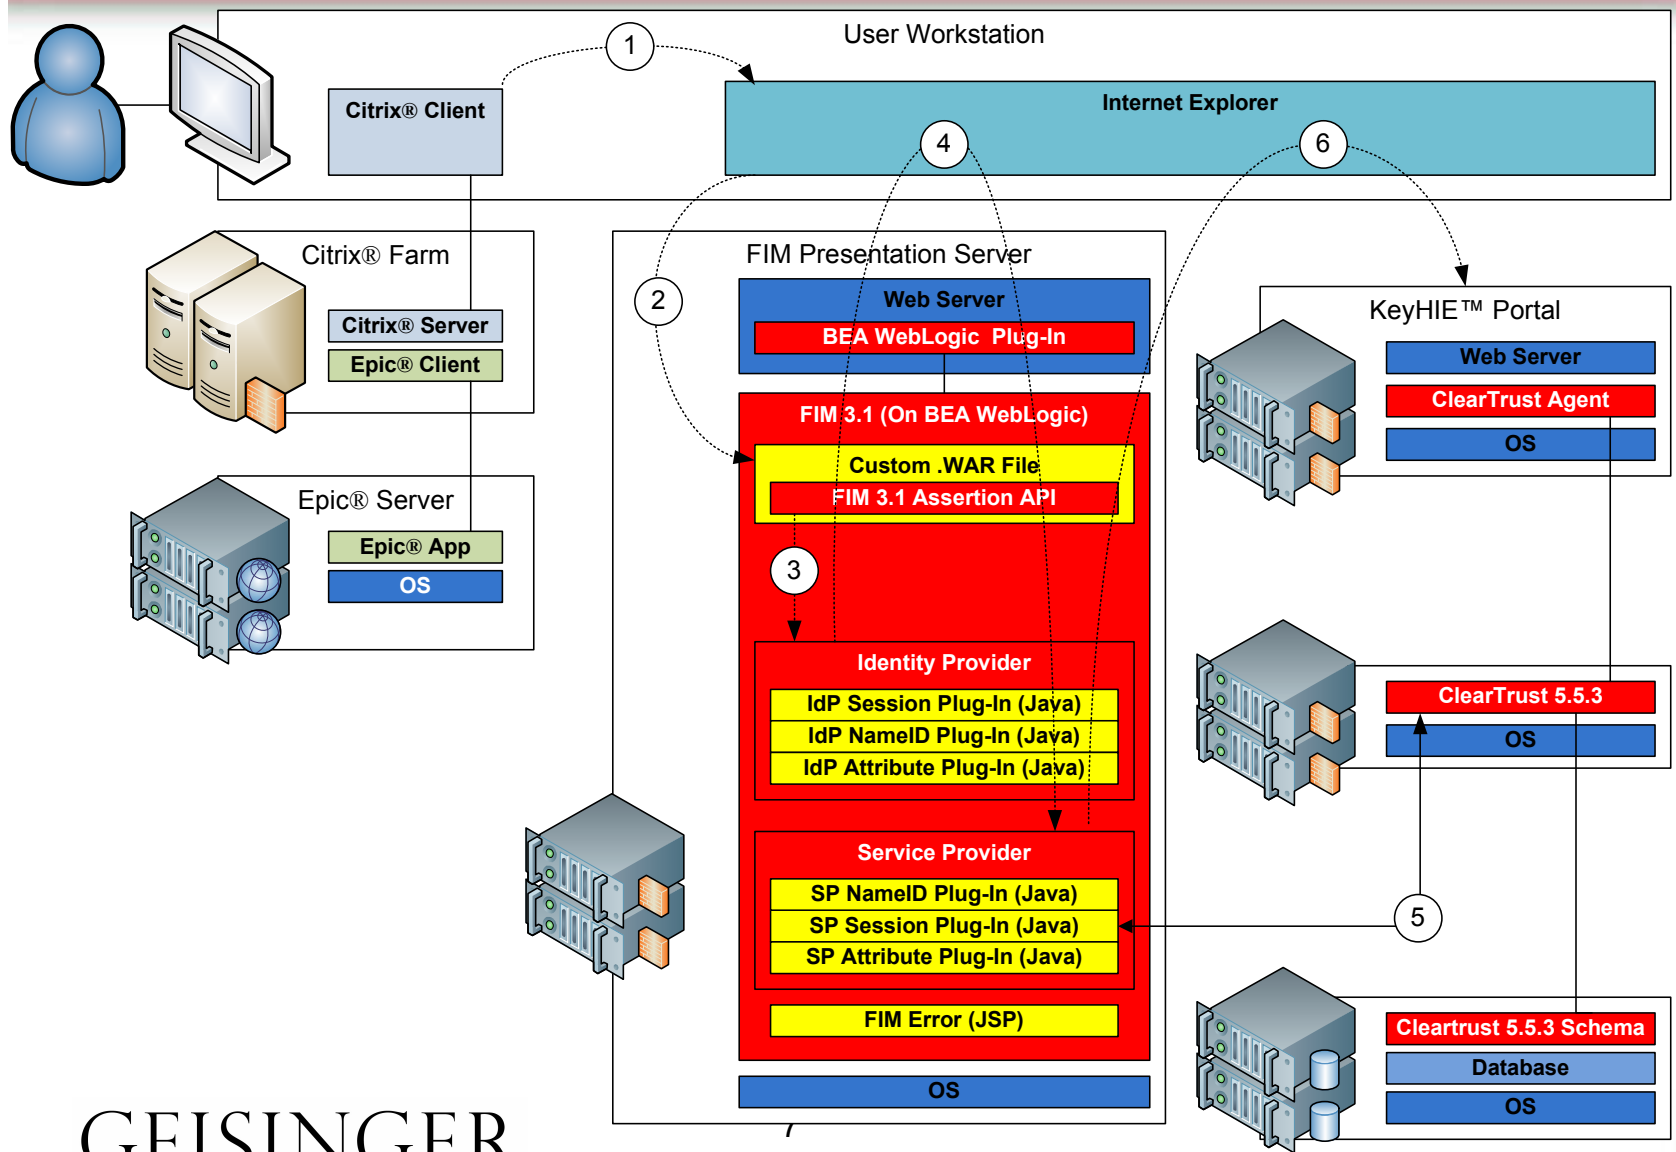 User Workstation
1
Citrix® Client
Internet Explorer
4
6
Citrix® Farm
Citrix® Server
Epic® Client
Epic® Server
Epic® App
OS
FIM Presentation Server
2
Web Server
BEA WebLogic Plug-In
FIM 3.1 (On BEA WebLogic)
Custom .WAR File
FIM 3.1 Assertion API
3
Identity Provider
IdP Session Plug-In (Java)
IdP NameID Plug-In (Java)
IdP Attribute Plug-In (Java)
Service Provider
SP NameID Plug-In (Java)
SP Session Plug-In (Java)
SP Attribute Plug-In (Java)
FIM Error (JSP)
OS
KeyHIE™ Portal
Web Server
ClearTrust Agent
OS
ClearTrust 5.5.3
OS
5
Cleartrust 5.5.3 Schema
Database
OS
GEISINGER
7